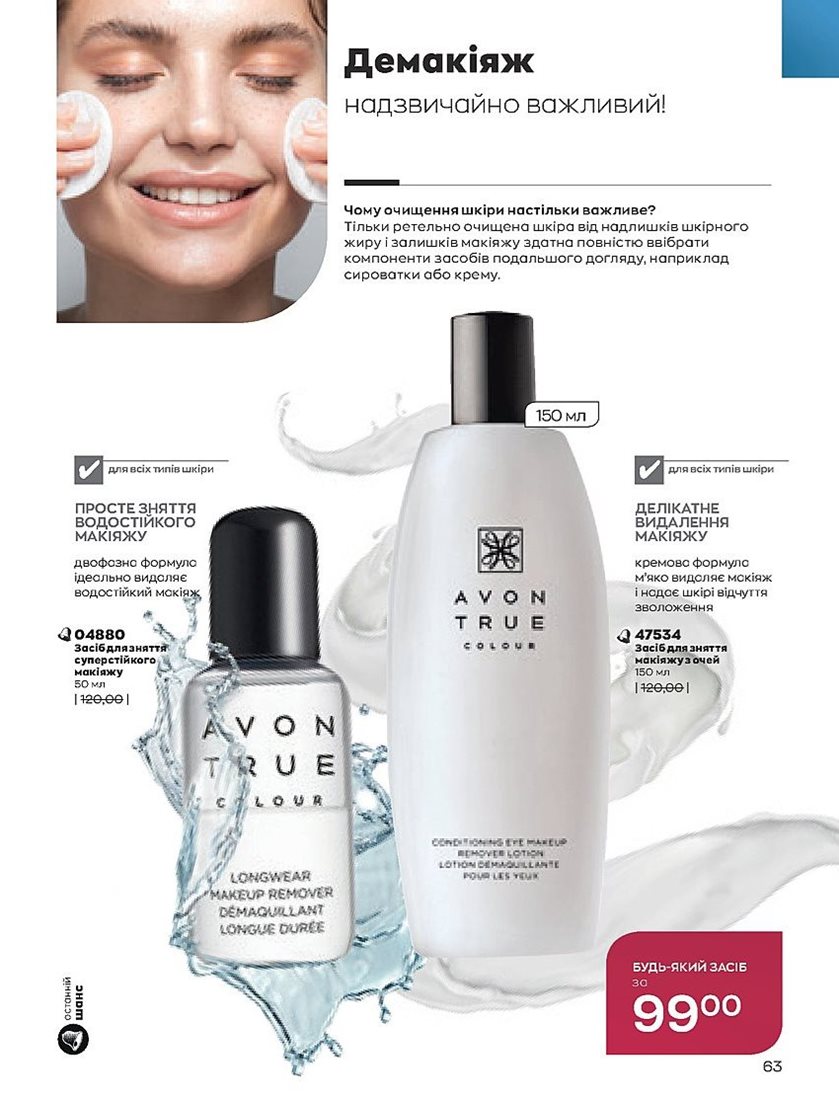 Демакіяж
надзвичайно важливий!
Чому очищення шкіри настільки важливе?
Тільки ретельно очищена шкіра від надлишків шкірного
жиру і залишків макіяжу здатна повністю ввібрати
компоненти засобів подальшого догляду, наприклад
сироватки або крему.
150 мл
для всіх типів шкіри
ПРОСТЕ ЗНЯТТЯ
ВОДОСТІЙКОГО
МАКІЯЖУ
двофазна формула
ідеально видаляє
водостійкий макіяж
04880
Засіб для зняття
суперстійкого
макіяжу
50 мл
|120,00|
для всіх типів шкіри
ДЕЛІКАТНЕ
ВИДАЛЕННЯ
МАКІЯЖУ
кремова формула
м'яко видаляє макіяж
і надає шкірі відчуття
зволоження
47534
Засіб для зняття
макіяжу з очей
150 мл
|120,00|
AVON
TRUE
COLOUR
LONGWEAR
MAKEUP REMOVER
DÉMAQUILLANT
LONGUE DURÉE
AVON
TRUE
COLOUR
CONDITIONING EYE MAKEUP
REMOVER LOTION
LOTION DÉMAQUILLANTE
POUR LES YEUX
БУДЬ-ЯКИЙ ЗАСІБ
за
9900
останній
шанс
63